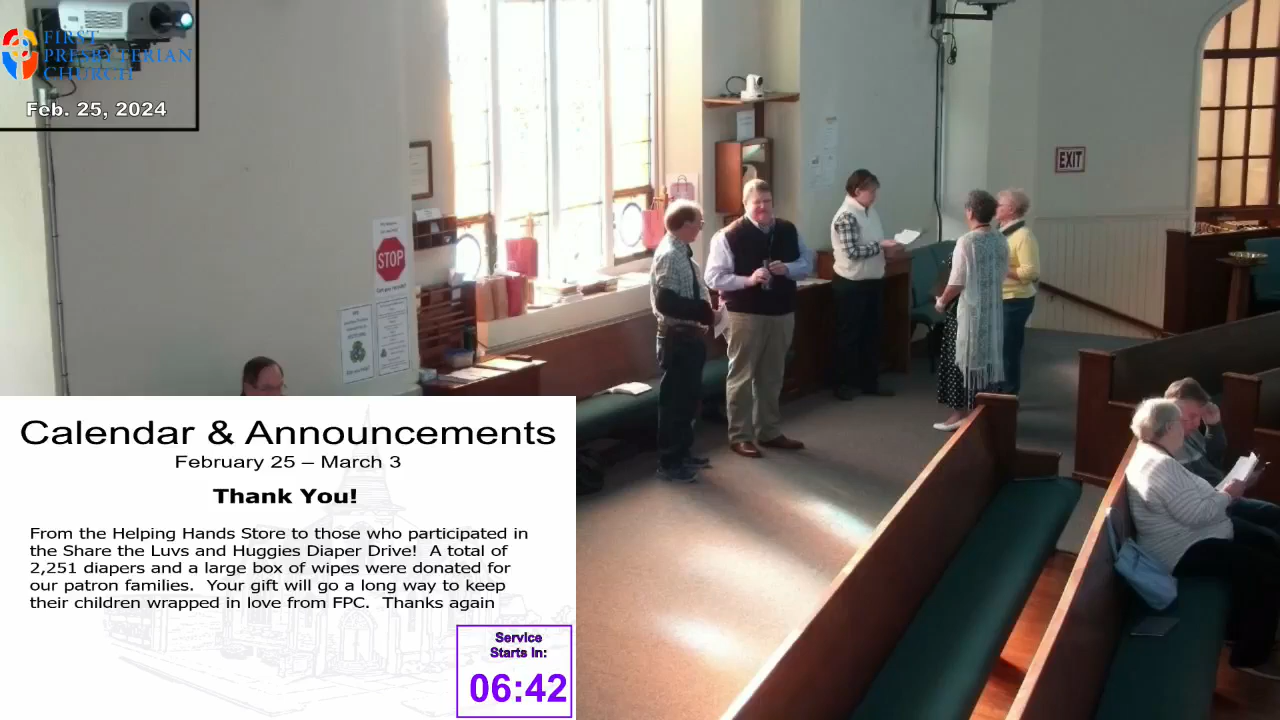 FIRST
PRESBYTERIAN
CHURCH
Feb. 25, 2024
EXIT
STOP
Calendar & Announcements
February 25 – March 3
Thank You!
From the Helping Hands Store to those who participated in
the Share the Luvs and Huggies Diaper Drive!  A total of
2,251 diapers and a large box of wipes were donated for
our patron families.  Your gift will go a long way to keep
their children wrapped in love from FPC.  Thanks again
Service
Starts In:
06:42